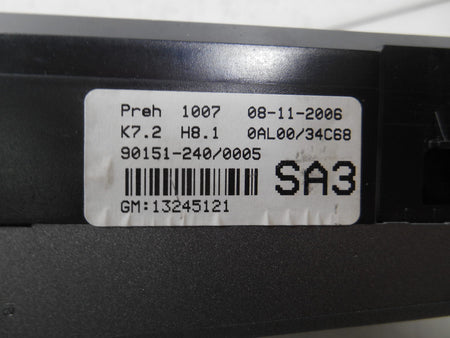 Preh 1007 08-11-2006
K7.2 H8.1 0AL00/34C68
90151-240/0005
SA3
GM:13245121